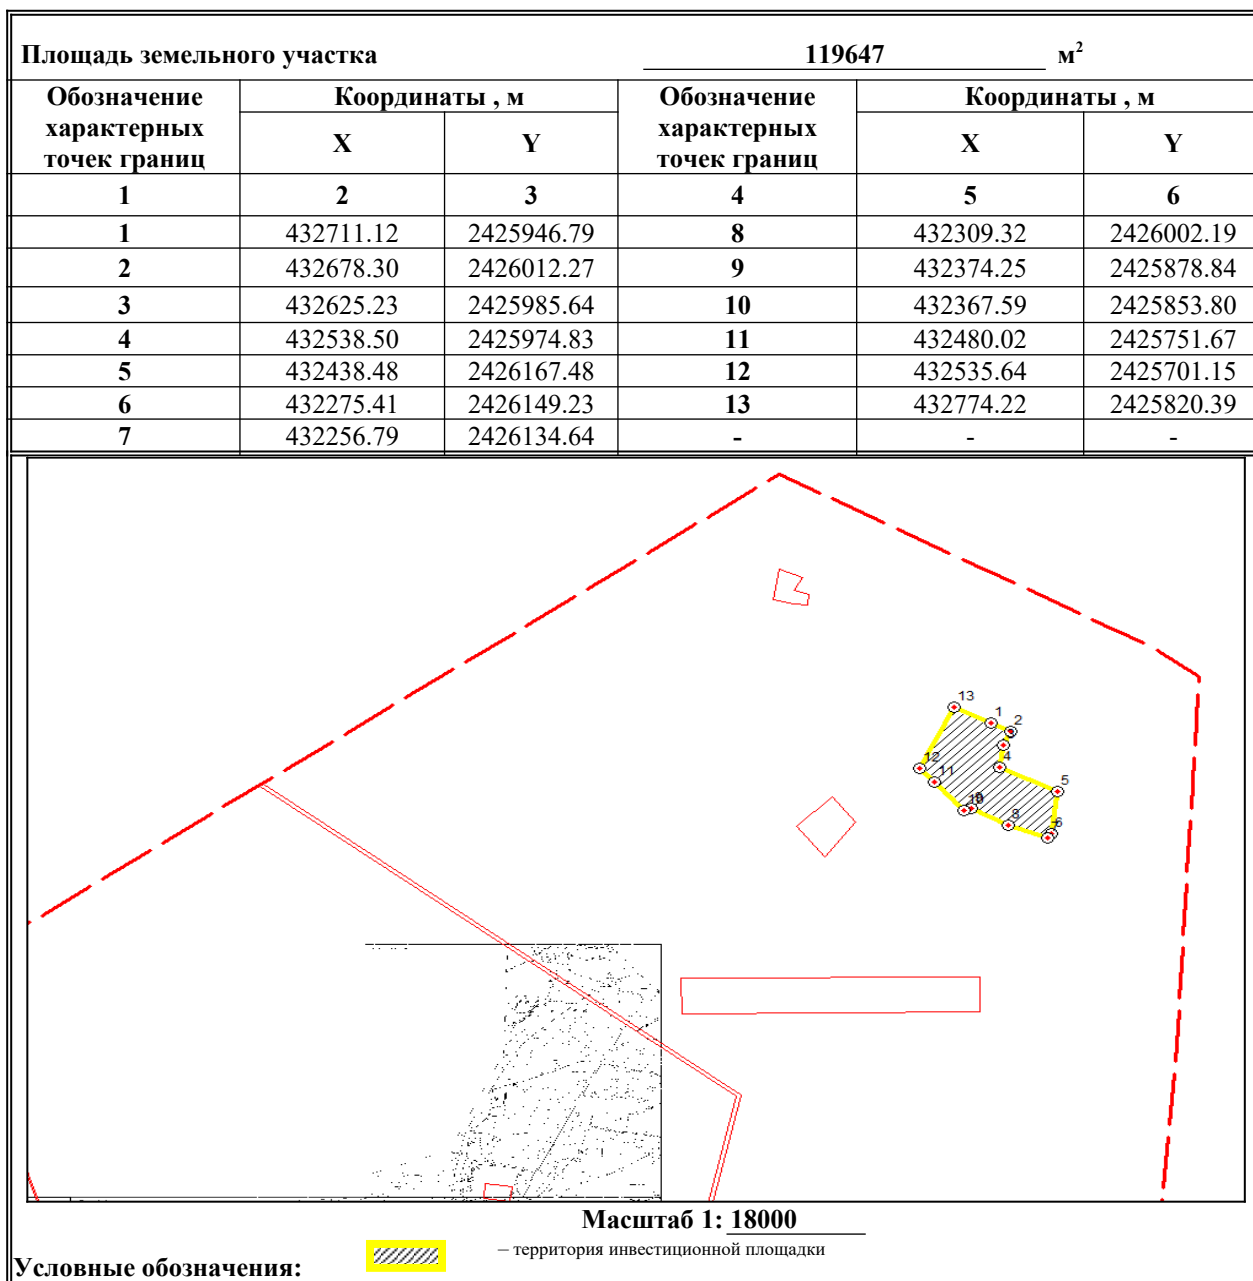 Площадь земельного участка 119647 м²
Обозначение характерных точек границ Координаты , м Обозначение характерных точек границ Координаты , м
X Y X Y
1 2 3 4 5 6
1 432711.12 2425946.79 8 432309.32 2426002.19
2 432678.30 2426012.27 9 432374.25 2425878.84
3 432625.23 2425985.64 10 432367.59 2425853.80
4 432538.50 2425974.83 11 432480.02 2425751.67
5 432438.48 2426167.48 12 432535.64 2425701.15
6 432275.41 2426149.23 13 432774.22 2425820.39
7 432256.79 2426134.64 - - -
13
1
2
4
12
11
5
8
6
Масштаб 1: 18000
– территория инвестиционной площадки
Условные обозначения: